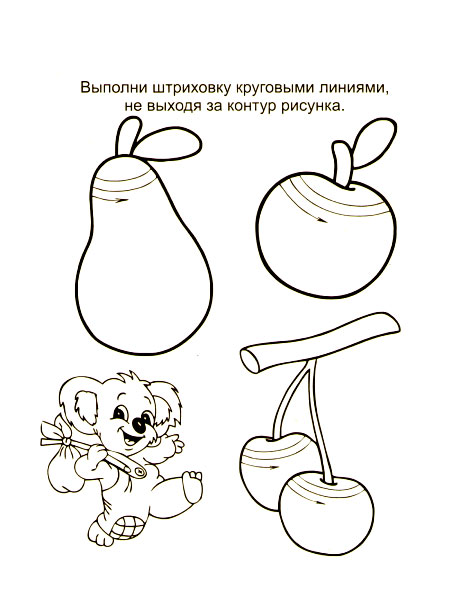 Выполни штриховку круговыми линиями,
не выходя за контур рисунка.